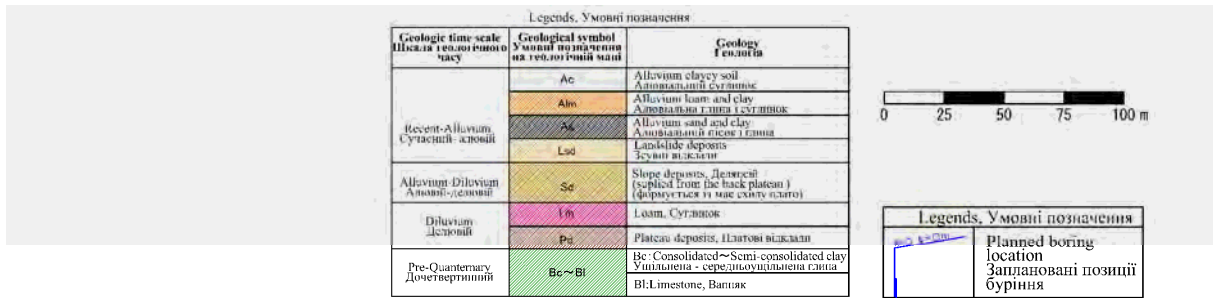 Legends, Умовні позначення
Geologic time scale
Шкала геологічного
часу
Geological symbol
Умовні позначення
на геологічній мапі
Geology
Геологія
Recent-Alluvium
Сучасний-алювій
Ac
Alluvium clayey soil
Алювіальний суглинок
Alm
Alluvium loam and clay
Алювіальна глина і суглинок
As
Alluvium sand and clay
Алювіальний пісок і глина
Lsd
Landslide deposits
Зсувні відклади
Alluvium-Diluvium
Алювій-делювій
Sd
Slope deposits, Делювій
(suplied from the back plateau )
(формується із має схилу плато)
Diluvium
Делювій
Lm
Loam, Суглинок
Pd
Plateau deposits, Платові відклади
Pre-Quanternary
Дочетвертинний
Bc～Bl
Bc:Consolidated～Semi-consolidated clay
Ущільнена - середньоущільнена глина
Bl:Limestone, Вапняк
0 25 50 75 100 m
Legends, Умовні позначення
Planned boring
location
Заплановані позиції
буріння